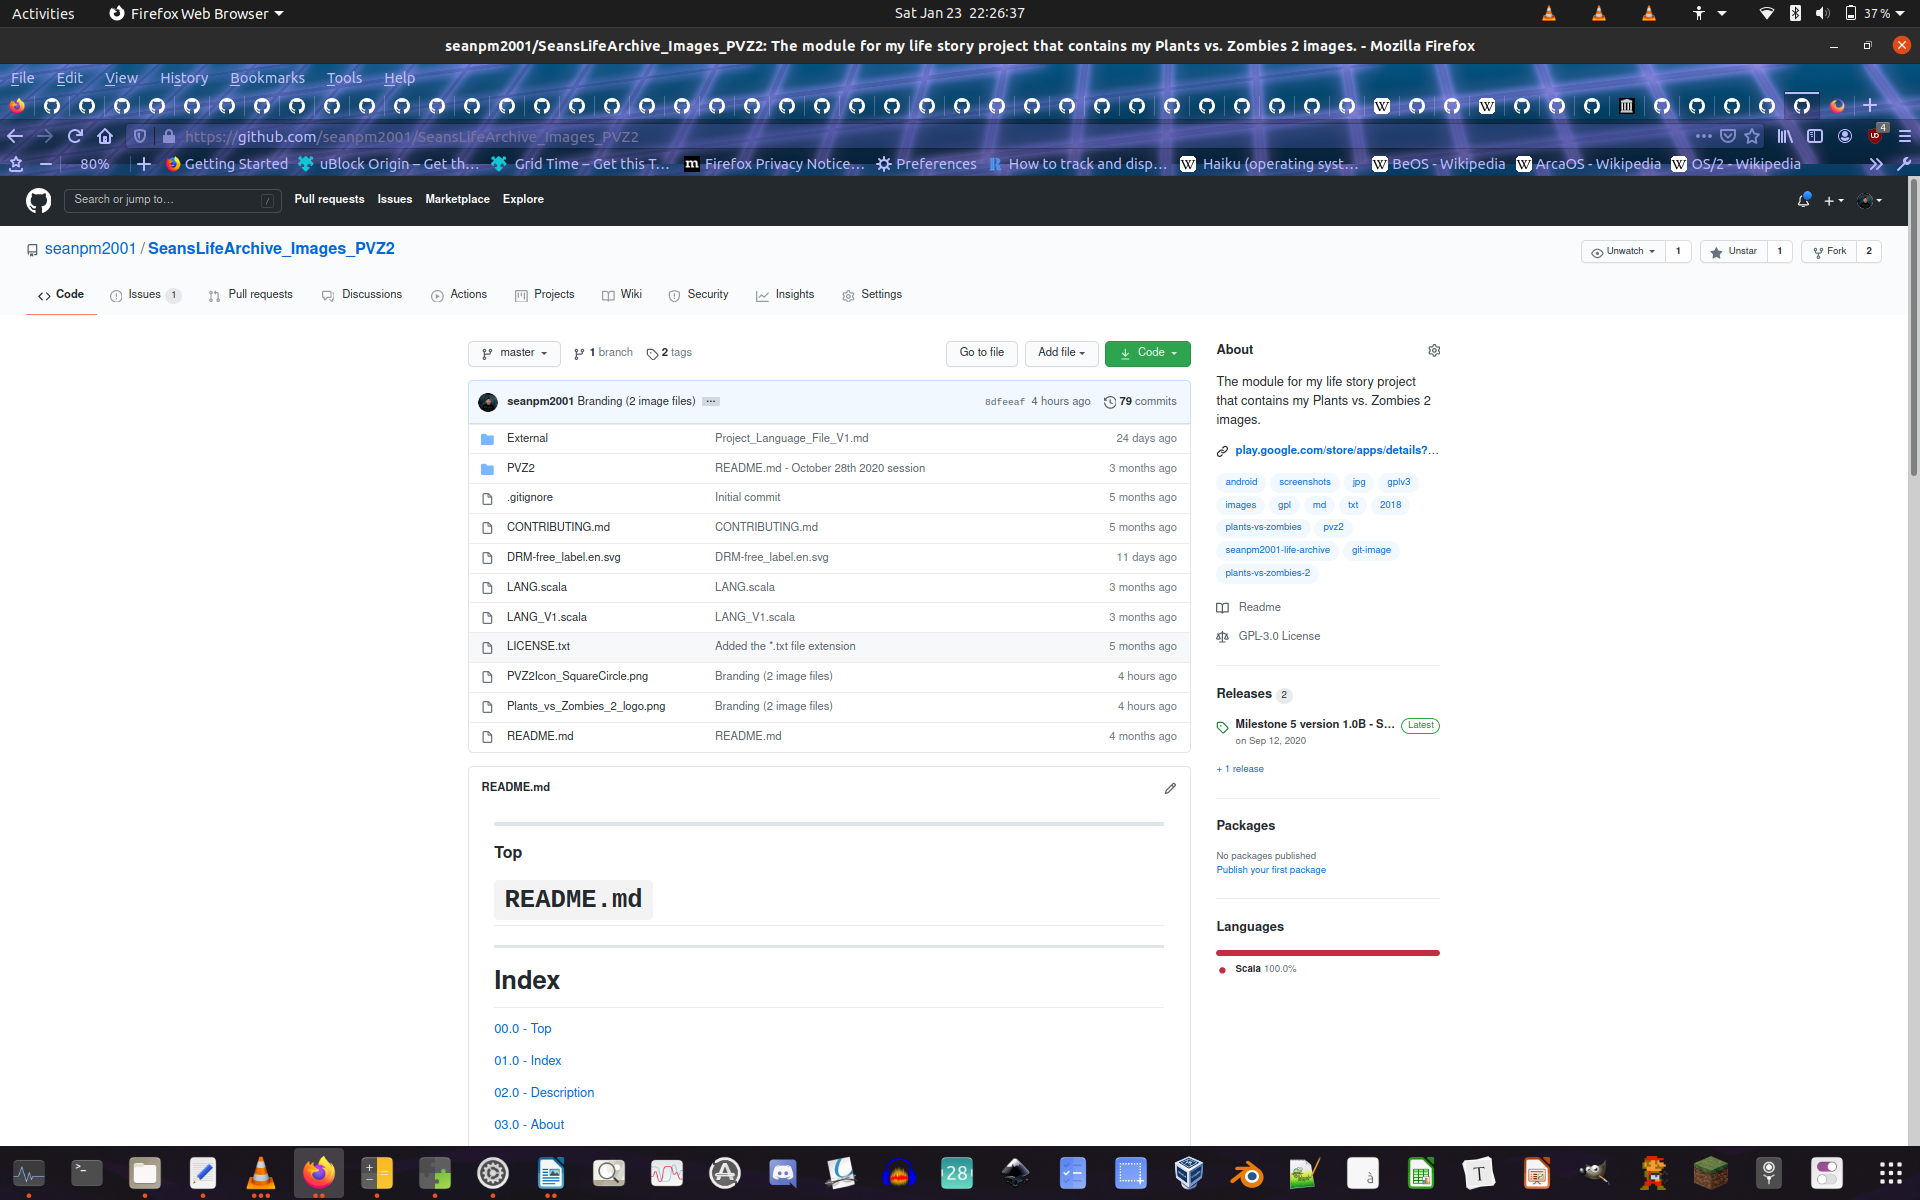 Activities Firefox Web Browser Sat Jan 23 22:26:37 37 %
seanpm2001/SeansLifeArchive_Images_PVZ2: The module for my life story project that contains my Plants vs. Zombies 2 images. - Mozilla Firefox
File Edit View History Bookmarks Tools Help
https://github.com/seanpm2001/SeansLifeArchive_Images_PVZ2 4
80% Getting Started uBlock Origin – Get th… Grid Time – Get this T… Firefox Privacy Notice… Preferences How to track and disp… Haiku (operating syst… BeOS - Wikipedia ArcaOS - Wikipedia OS/2 - Wikipedia
Search or jump to… / Pull requests Issues Marketplace Explore
seanpm2001 / SeansLifeArchive_Images_PVZ2 Unwatch 1 Unstar 1 Fork 2
Code Issues 1 Pull requests Discussions Actions Projects Wiki Security Insights Settings
master 1 branch 2 tags Go to file Add file Code
seanpm2001 Branding (2 image files) … 8dfeeaf 4 hours ago 79 commits
External Project_Language_File_V1.md 24 days ago
PVZ2 README.md - October 28th 2020 session 3 months ago
.gitignore Initial commit 5 months ago
CONTRIBUTING.md CONTRIBUTING.md 5 months ago
DRM-free_label.en.svg DRM-free_label.en.svg 11 days ago
LANG.scala LANG.scala 3 months ago
LANG_V1.scala LANG_V1.scala 3 months ago
LICENSE.txt Added the *.txt file extension 5 months ago
PVZ2Icon_SquareCircle.png Branding (2 image files) 4 hours ago
Plants_vs_Zombies_2_logo.png Branding (2 image files) 4 hours ago
README.md README.md 4 months ago
README.md
Top
README.md
Index
00.0 - Top
01.0 - Index
02.0 - Description
03.0 - About
About
The module for my life story project
that contains my Plants vs. Zombies 2
images.
play.google.com/store/apps/details?…
android screenshots jpg gplv3
images gpl md txt 2018
plants-vs-zombies pvz2
seanpm2001-life-archive git-image
plants-vs-zombies-2
Readme
GPL-3.0 License
Releases 2
Milestone 5 version 1.0B - S… Latest
on Sep 12, 2020
+ 1 release
Packages
No packages published
Publish your first package
Languages
Scala 100.0%
28